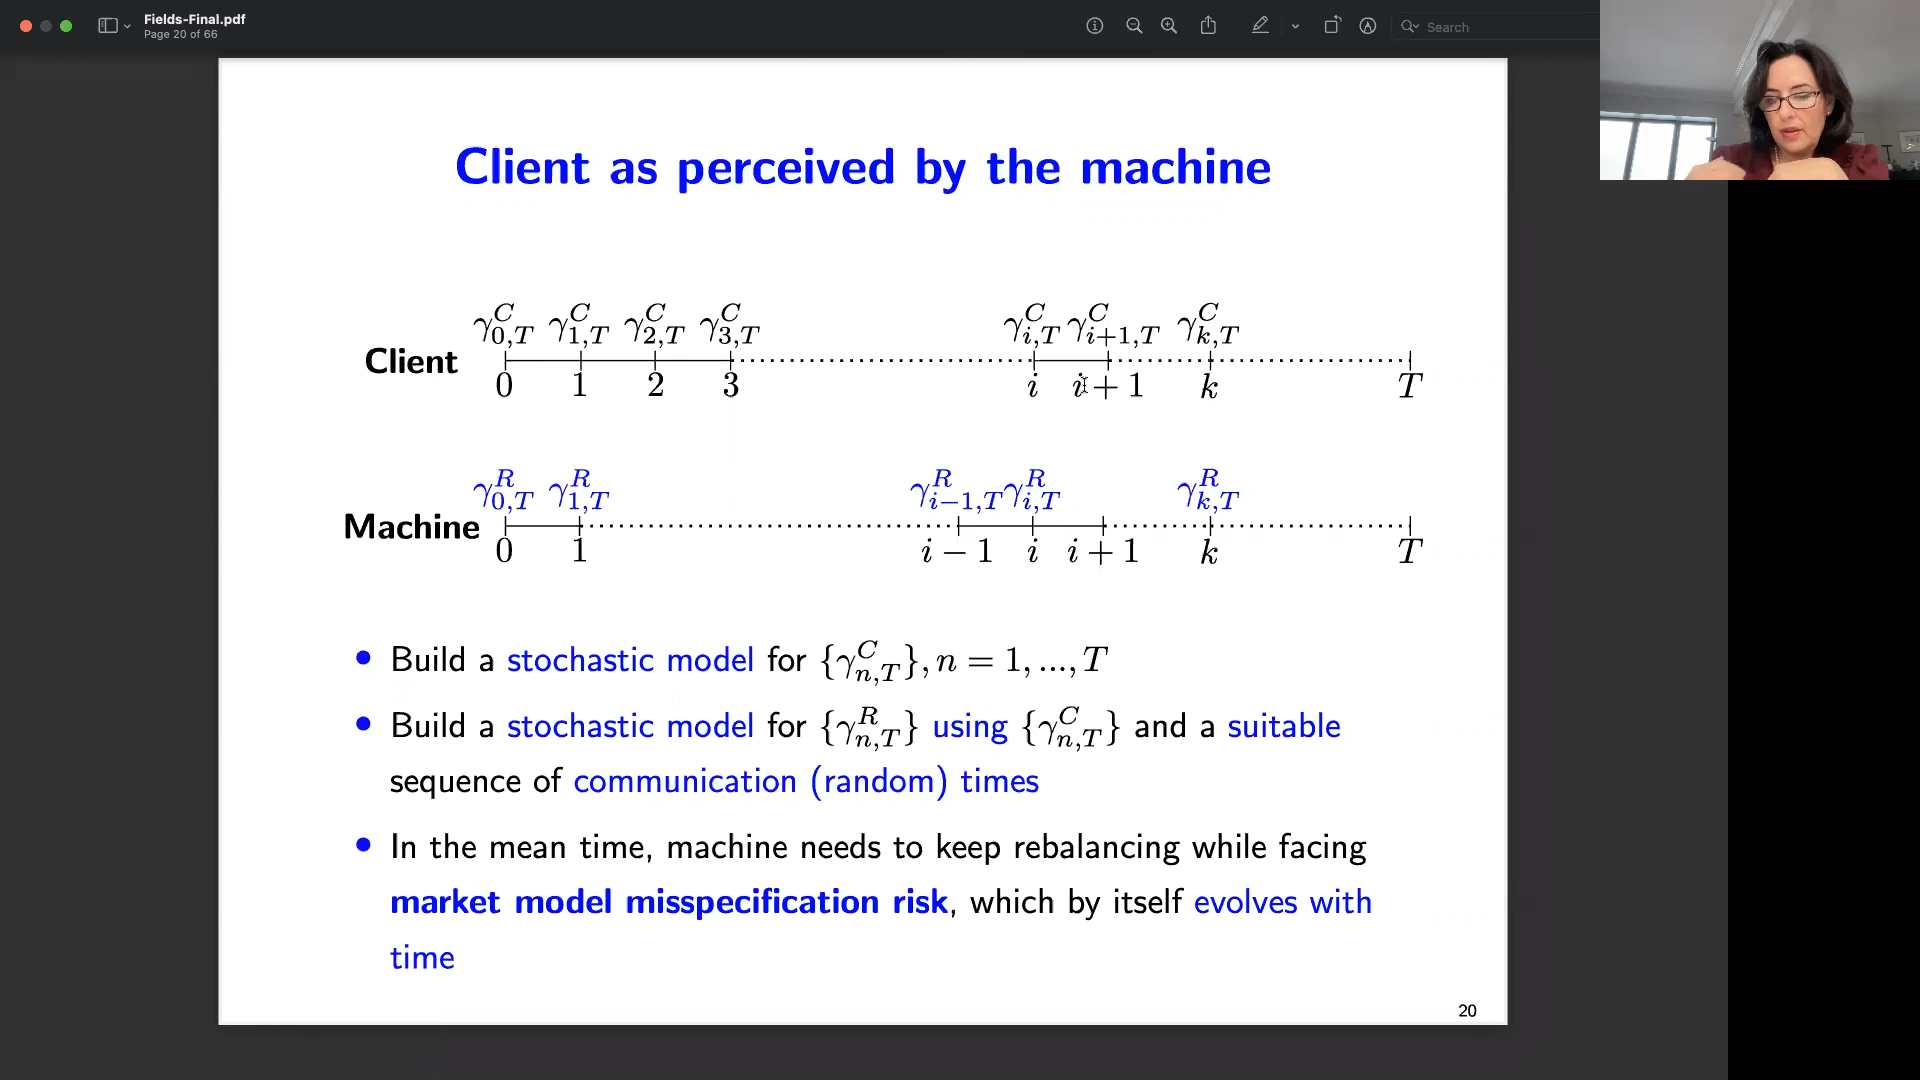 Fields-Final.pdf
Page 20 of 66
Search
Client as perceived by the machine
γ^C_{0,T} γ^C_{1,T} γ^C_{2,T} γ^C_{3,T} γ^C_{i,T} γ^C_{i+1,T} γ^C_{k,T}
Client
0 1 2 3 i i + 1 k T
γ^R_{0,T} γ^R_{1,T} γ^R_{i−1,T} γ^R_{i,T} γ^R_{k,T}
Machine
0 1 i − 1 i i + 1 k T
• Build a stochastic model for {γ^C_{n,T}}, n = 1, ..., T
• Build a stochastic model for {γ^R_{n,T}} using {γ^C_{n,T}} and a suitable
sequence of communication (random) times
• In the mean time, machine needs to keep rebalancing while facing
market model misspecification risk, which by itself evolves with
time
20